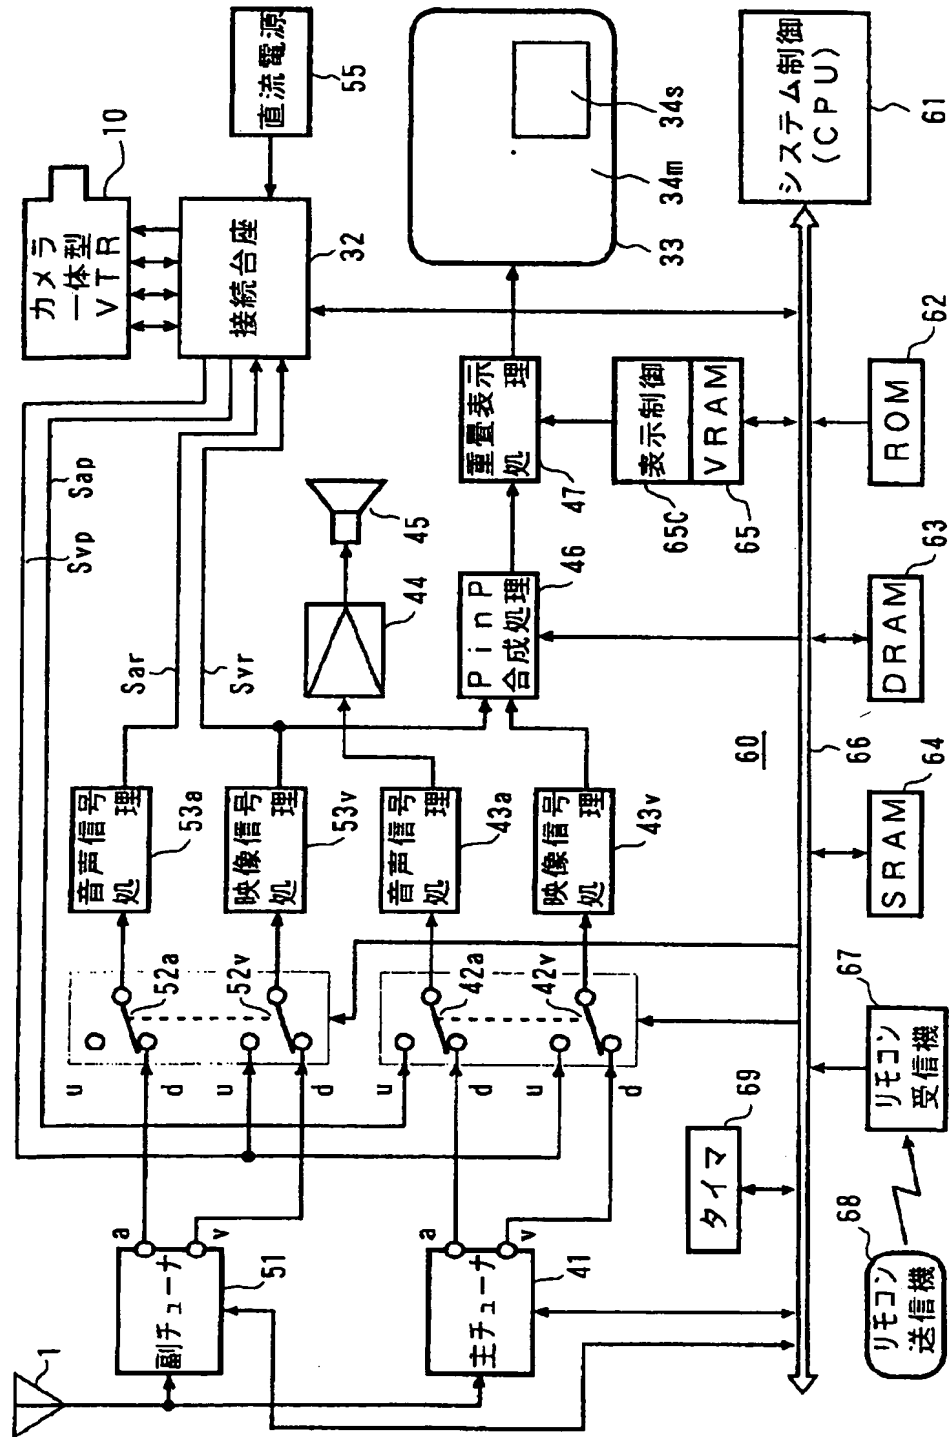 カメラ
一体型
VTR
10
直流電源
55
接続台座
32
Svp
Sap
Sar
Svr
45
44
34s
34m
33
重畳表示
処理
47
PinP
合成処理
46
表示制御
65C
VRAM
65
システム制御
(CPU)
61
音声信号
処理
53a
映像信号
処理
53v
音声信号
処理
43a
映像信号
処理
43v
52a
52v
42a
42v
u
d
u
d
u
d
u
d
1
副チューナ
51
a
v
主チューナ
41
a
v
60
66
タイマ
69
ROM
62
DRAM
63
SRAM
64
リモコン
受信機
67
リモコン
送信機
68